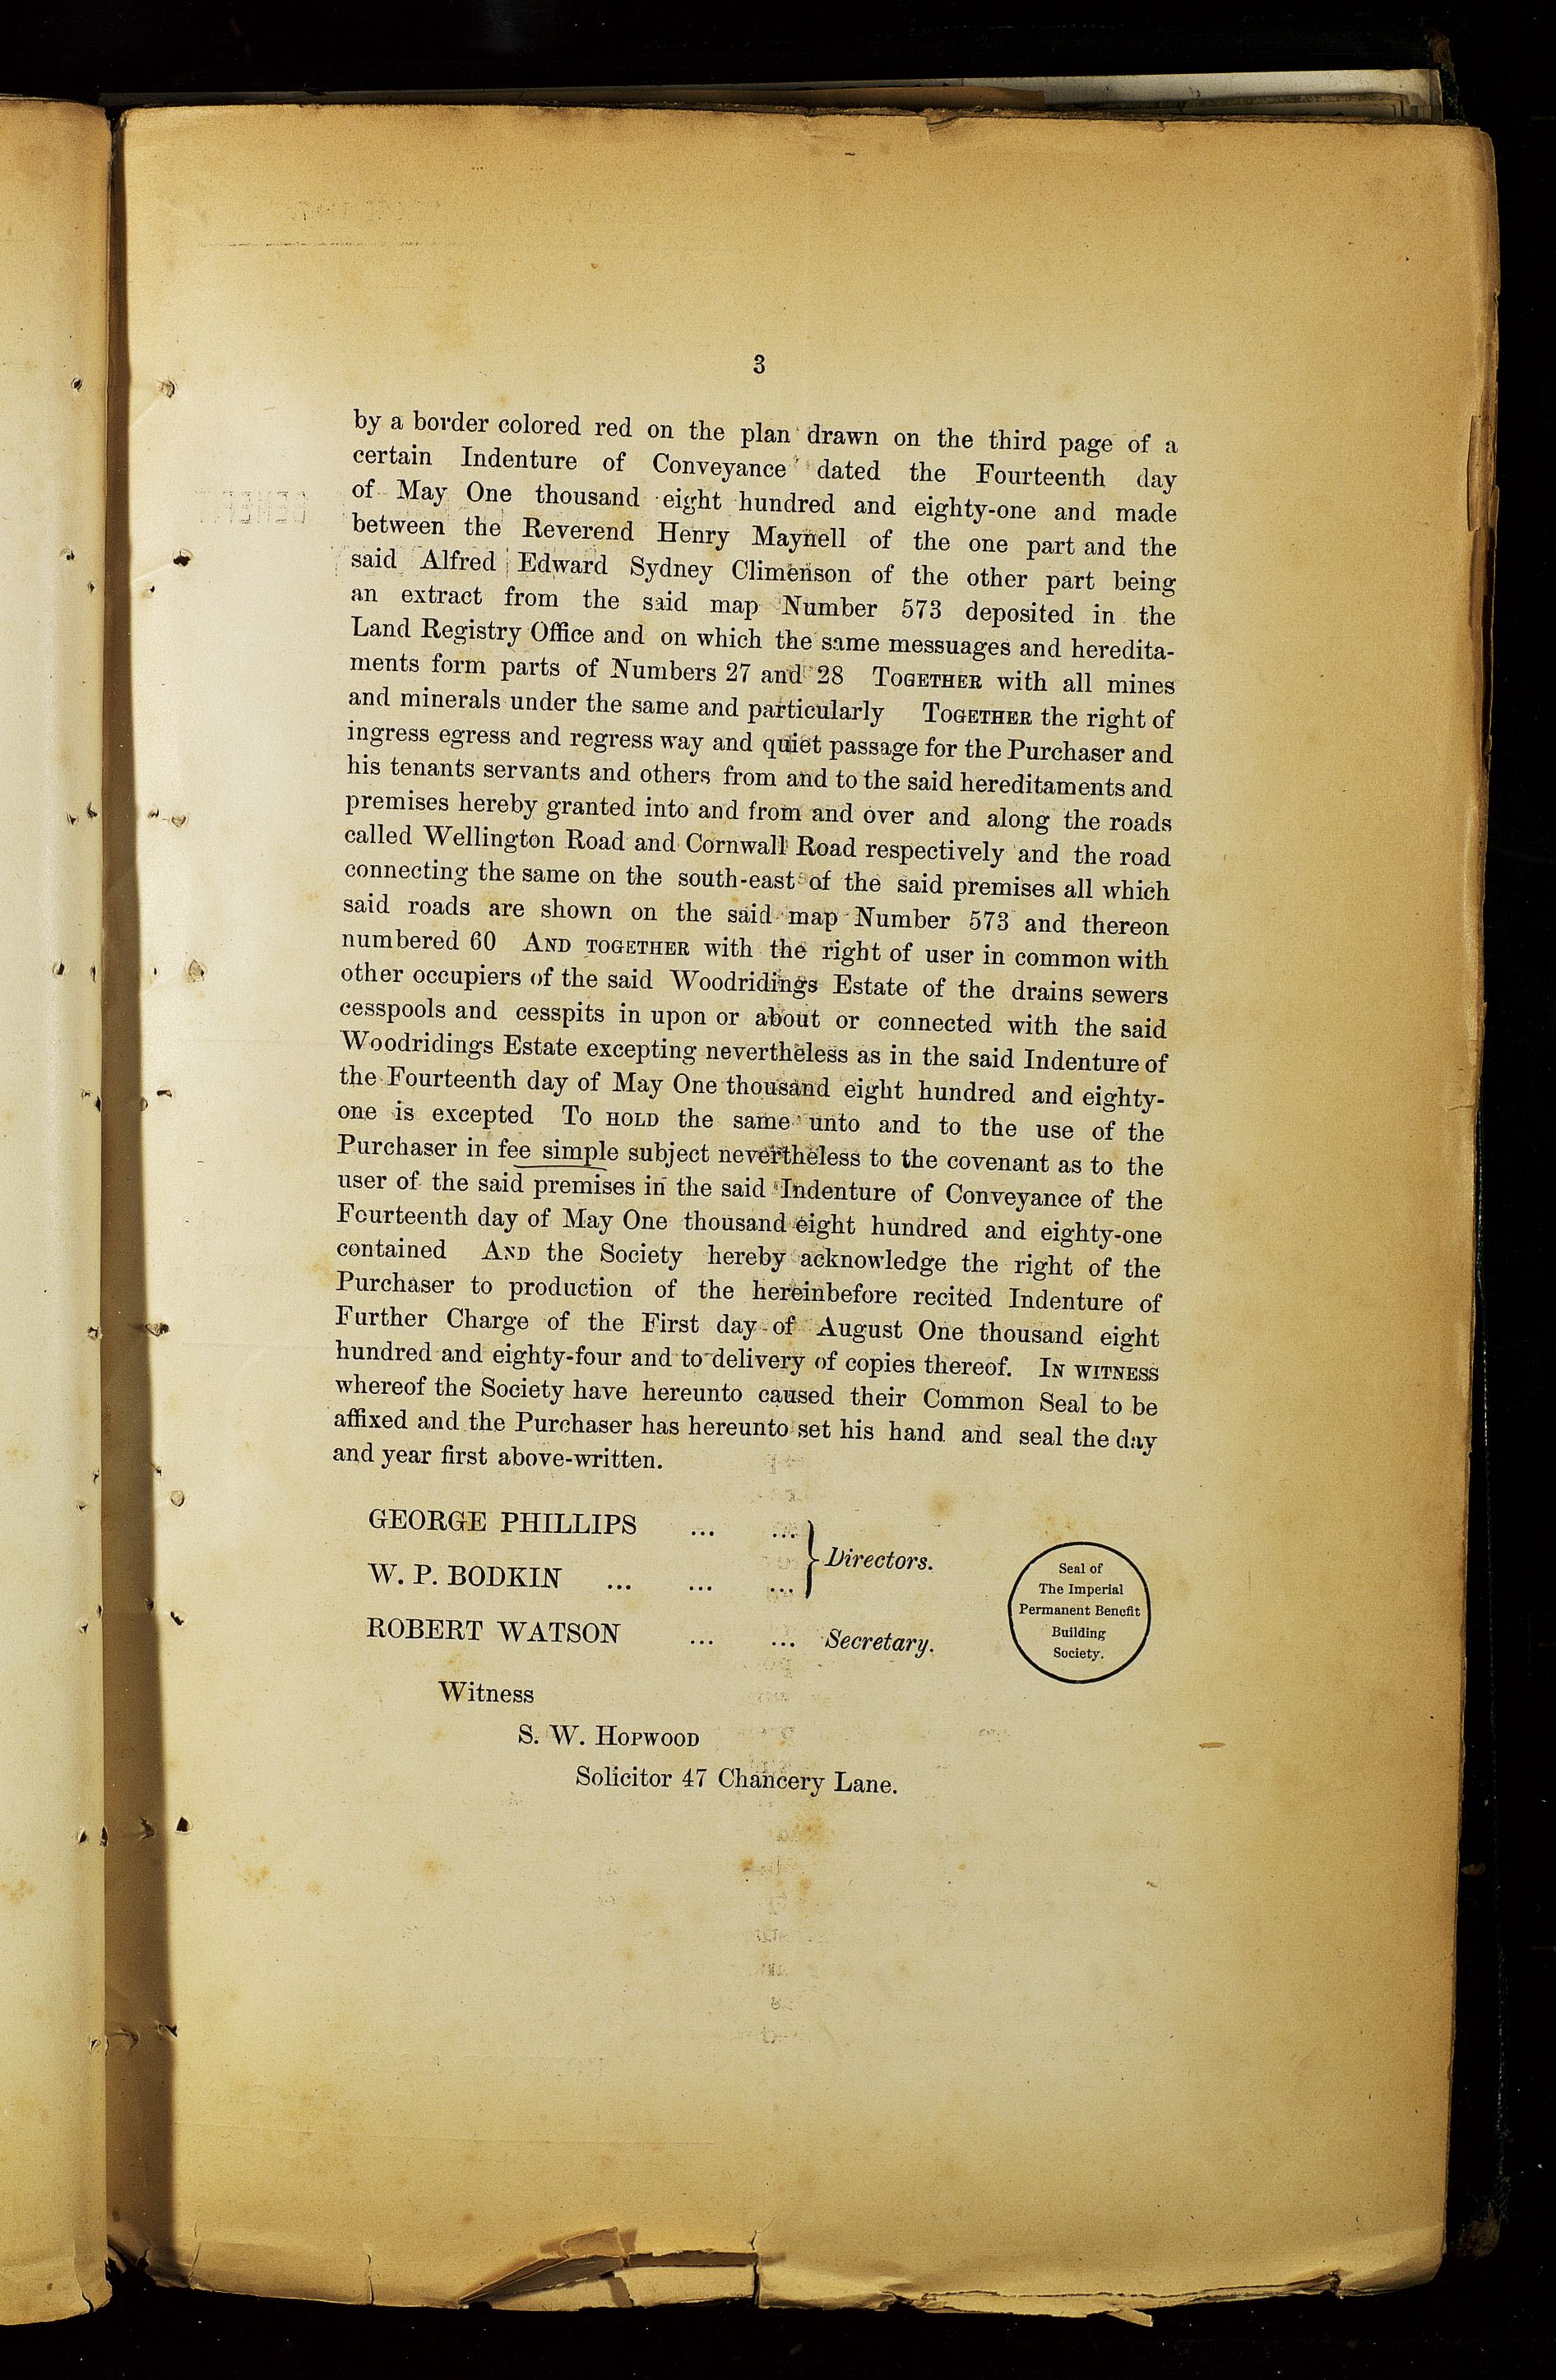 3
by a border colored red on the plan drawn on the third page of a
certain Indenture of Conveyance dated the Fourteenth day
of May One thousand eight hundred and eighty-one and made
between the Reverend Henry Maynell of the one part and the
said Alfred Edward Sydney Climenson of the other part being
an extract from the said map Number 573 deposited in the
Land Registry Office and on which the same messuages and heredita-
ments form parts of Numbers 27 and 28 TOGETHER with all mines
and minerals under the same and particularly TOGETHER the right of
ingress egress and regress way and quiet passage for the Purchaser and
his tenants servants and others from and to the said hereditaments and
premises hereby granted into and from and over and along the roads
called Wellington Road and Cornwall Road respectively and the road
connecting the same on the south-east of the said premises all which
said roads are shown on the said map Number 573 and thereon
numbered 60 AND TOGETHER with the right of user in common with
other occupiers of the said Woodridings Estate of the drains sewers
cesspools and cesspits in upon or about or connected with the said
Woodridings Estate excepting nevertheless as in the said Indenture of
the Fourteenth day of May One thousand eight hundred and eighty-
one is excepted To HOLD the same unto and to the use of the
Purchaser in fee simple subject nevertheless to the covenant as to the
user of the said premises in the said Indenture of Conveyance of the
Fourteenth day of May One thousand eight hundred and eighty-one
contained AND the Society hereby acknowledge the right of the
Purchaser to production of the hereinbefore recited Indenture of
Further Charge of the First day of August One thousand eight
hundred and eighty-four and to delivery of copies thereof. IN WITNESS
whereof the Society have hereunto caused their Common Seal to be
affixed and the Purchaser has hereunto set his hand and seal the day
and year first above-written.
GEORGE PHILLIPS ... ...
W. P. BODKIN ... ... ...
Directors.
ROBERT WATSON ... ... Secretary.
Seal of
The Imperial
Permanent Benefit
Building
Society.
Witness
S. W. HOPWOOD
Solicitor 47 Chancery Lane.